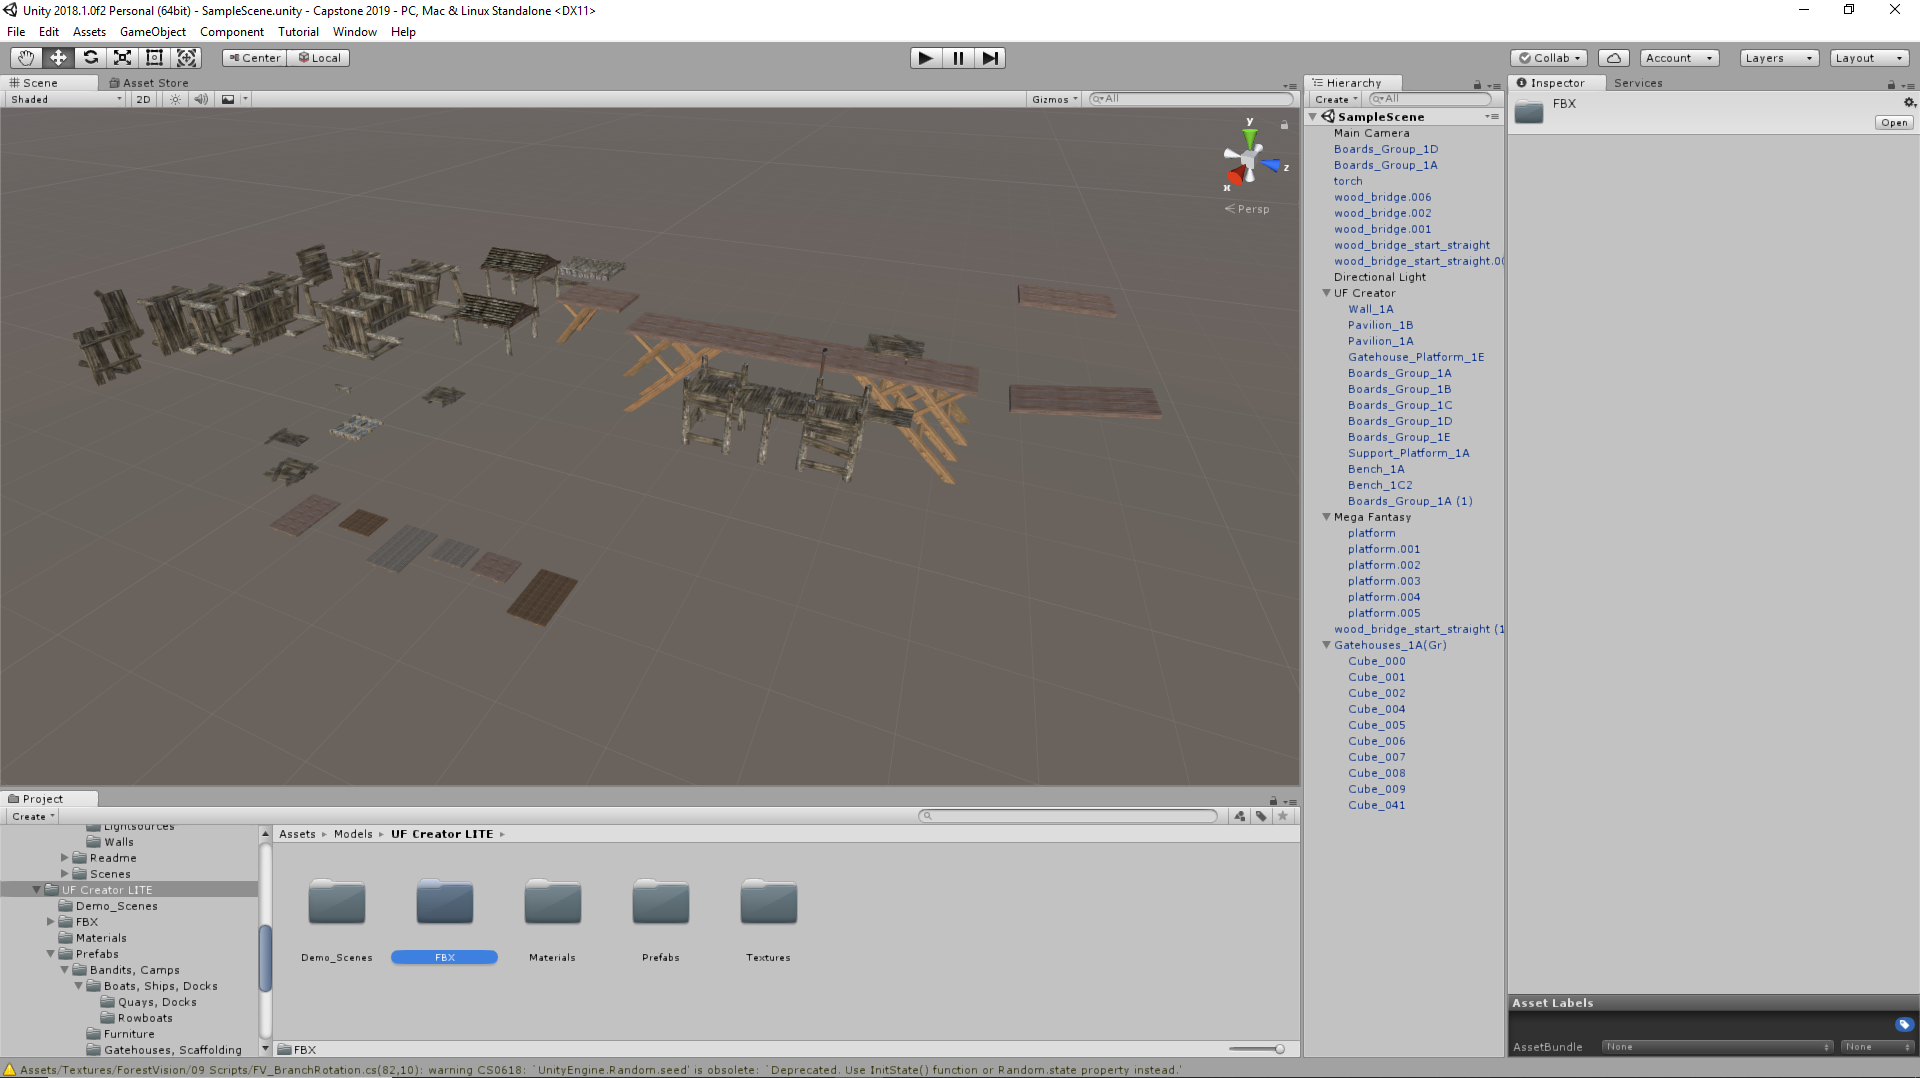 Unity 2018.1.0f2 Personal (64bit) - SampleScene.unity - Capstone 2019 - PC, Mac & Linux Standalone <DX11>
File Edit Assets GameObject Component Tutorial Window Help
Center Local
Collab Account Layers Layout
Scene Asset Store
Shaded 2D Gizmos All
y
z
x
Persp
Hierarchy
Create All
SampleScene
Main Camera
Boards_Group_1D
Boards_Group_1A
torch
wood_bridge.006
wood_bridge.002
wood_bridge.001
wood_bridge_start_straight
wood_bridge_start_straight.00
Directional Light
UF Creator
Wall_1A
Pavilion_1B
Pavilion_1A
Gatehouse_Platform_1E
Boards_Group_1A
Boards_Group_1B
Boards_Group_1C
Boards_Group_1D
Boards_Group_1E
Support_Platform_1A
Bench_1A
Bench_1C2
Boards_Group_1A (1)
Mega Fantasy
platform
platform.001
platform.002
platform.003
platform.004
platform.005
wood_bridge_start_straight (1
Gatehouses_1A(Gr)
Cube_000
Cube_001
Cube_002
Cube_004
Cube_005
Cube_006
Cube_007
Cube_008
Cube_009
Cube_041
Inspector Services
FBX
Open
Asset Labels
AssetBundle None None
Project
Create
Lightsources
Walls
Readme
Scenes
UF Creator LITE
Demo_Scenes
FBX
Materials
Prefabs
Bandits, Camps
Boats, Ships, Docks
Quays, Docks
Rowboats
Furniture
Gatehouses, Scaffolding
Assets Models UF Creator LITE
Demo_Scenes FBX Materials Prefabs Textures
FBX
Assets/Textures/ForestVision/09 Scripts/FV_BranchRotation.cs(82,10): warning CS0618: `UnityEngine.Random.seed' is obsolete: `Deprecated. Use InitState() function or Random.state property instead.'